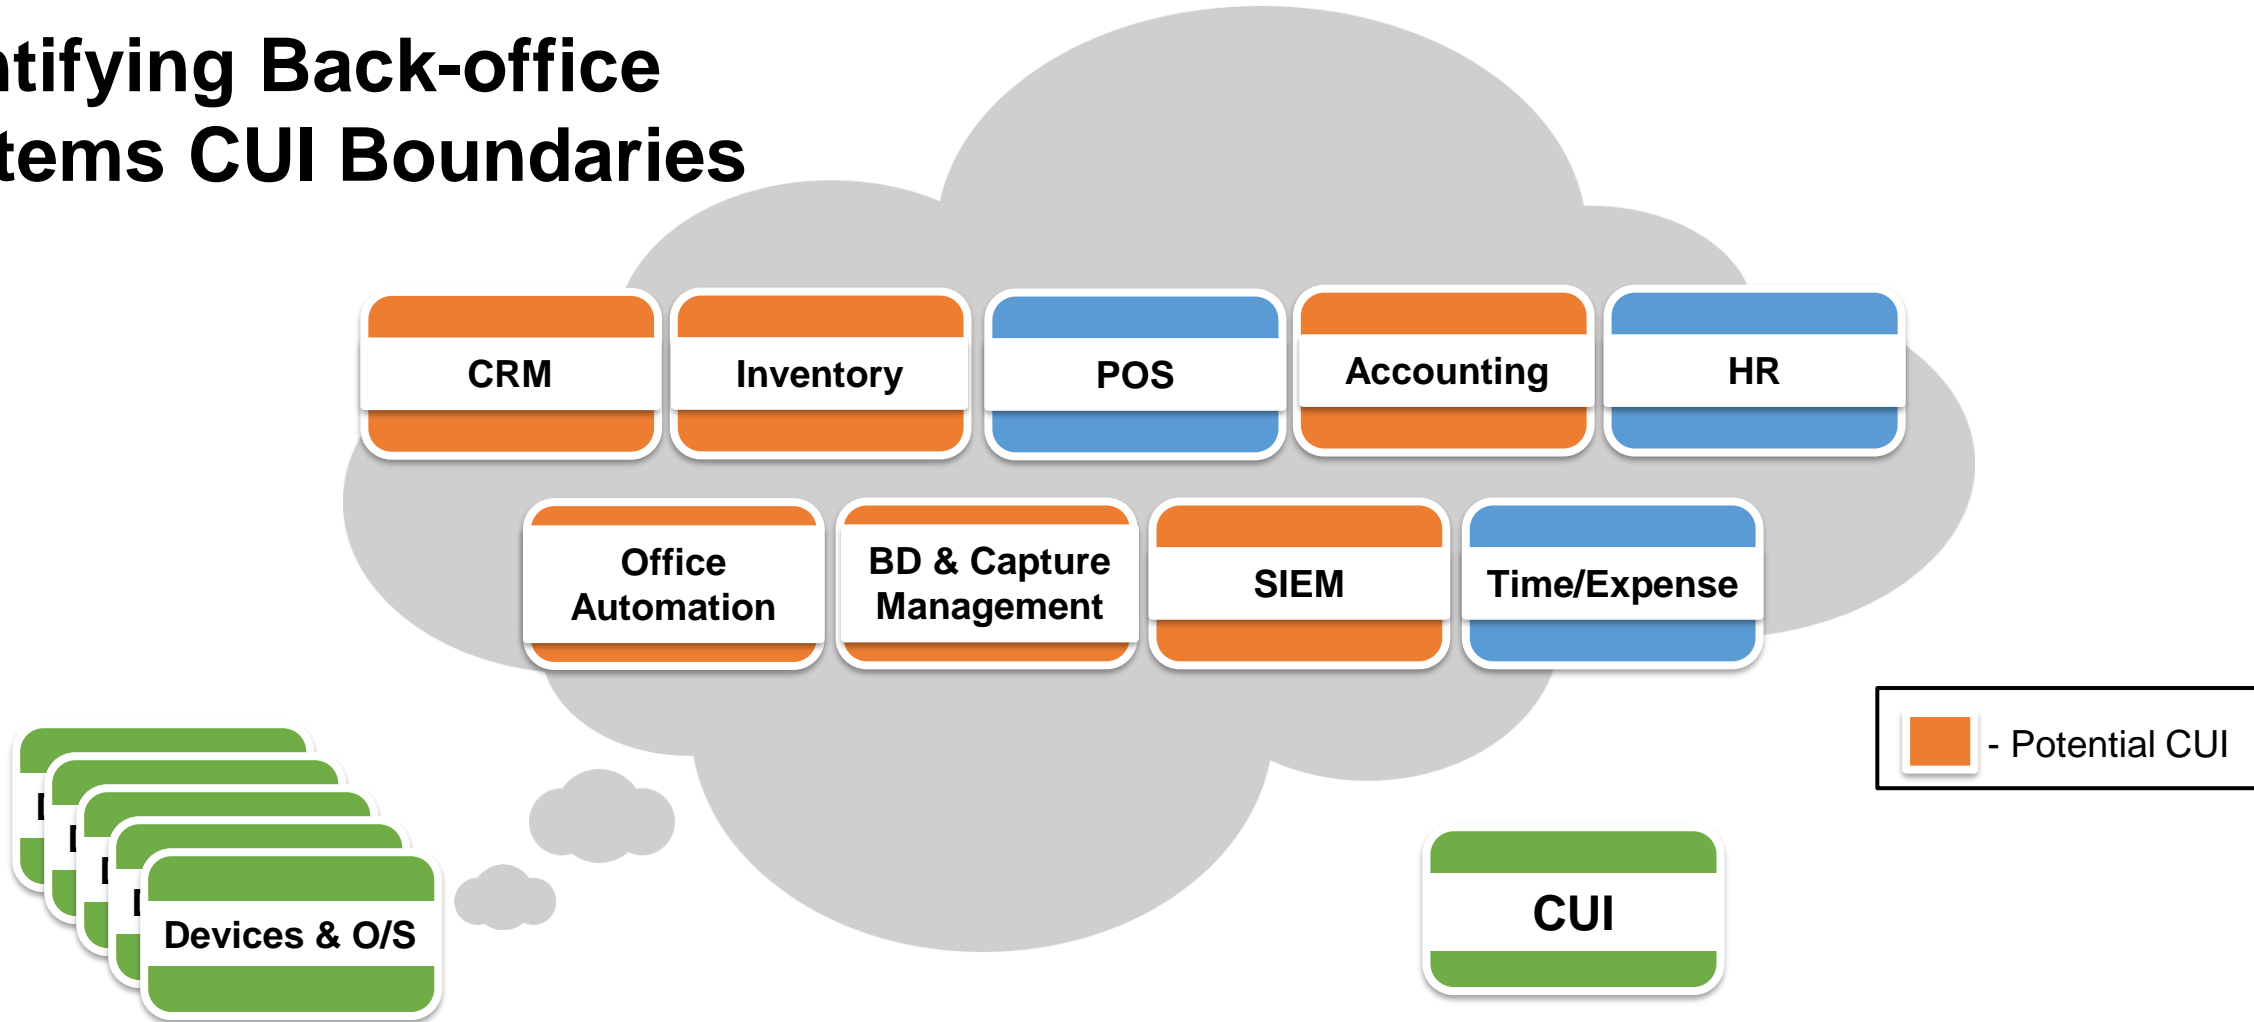 ntifying Back-office
tems CUI Boundaries
CRM
Inventory
POS
Accounting
HR
Office
Automation
BD & Capture
Management
SIEM
Time/Expense
- Potential CUI
CUI
Devices & O/S